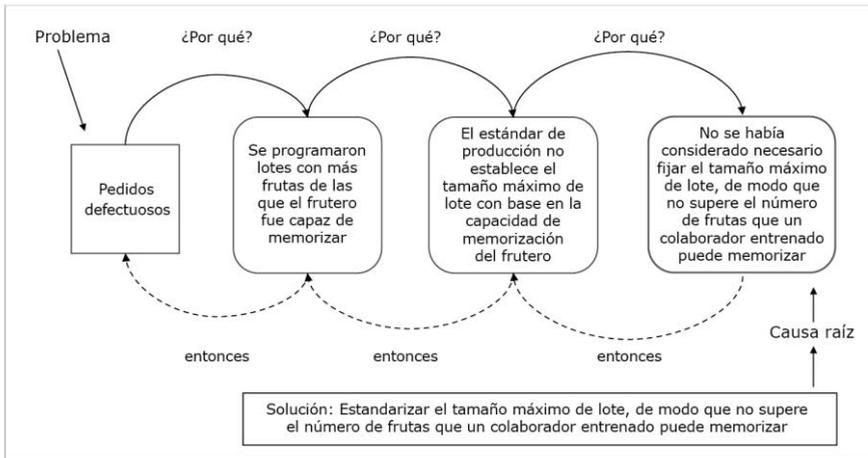 Problema
¿Por qué?
¿Por qué?
¿Por qué?
Pedidos
defectuosos
Se programaron
lotes con más
frutas de las
que el frutero
fue capaz de
memorizar
El estándar de
producción no
establece el
tamaño máximo de
lote con base en la
capacidad de
memorización
del frutero
No se había
considerado necesario
fijar el tamaño máximo
de lote, de modo que
no supere el número
de frutas que un
colaborador entrenado
puede memorizar
entonces
entonces
entonces
Causa raíz
Solución: Estandarizar el tamaño máximo de lote, de modo que no supere
el número de frutas que un colaborador entrenado puede memorizar